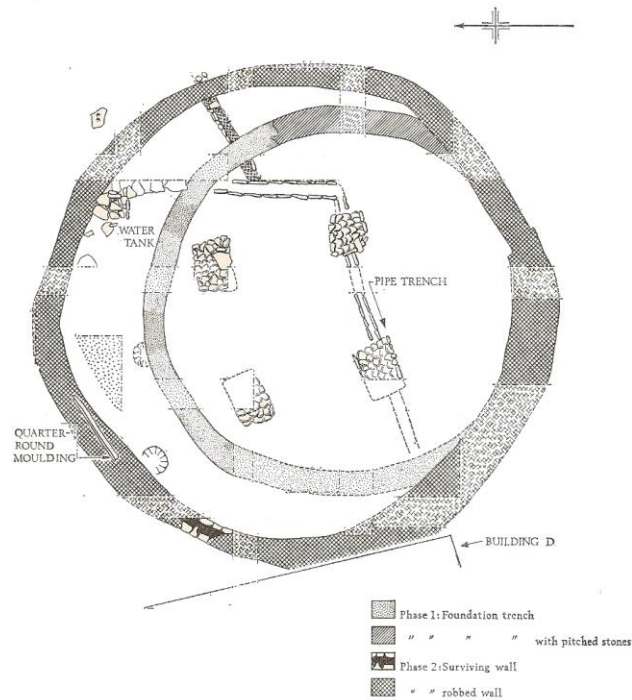 WATER
TANK
PIPE TRENCH
QUARTER-
ROUND
MOULDING
BUILDING D
Phase 1: Foundation trench
" " " " with pitched stones
Phase 2: Surviving wall
" " robbed wall